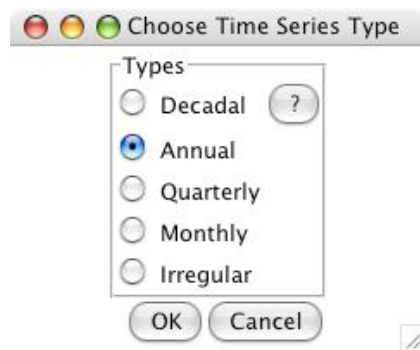 Choose Time Series Type
Types
Decadal ?
Annual
Quarterly
Monthly
Irregular
OK Cancel